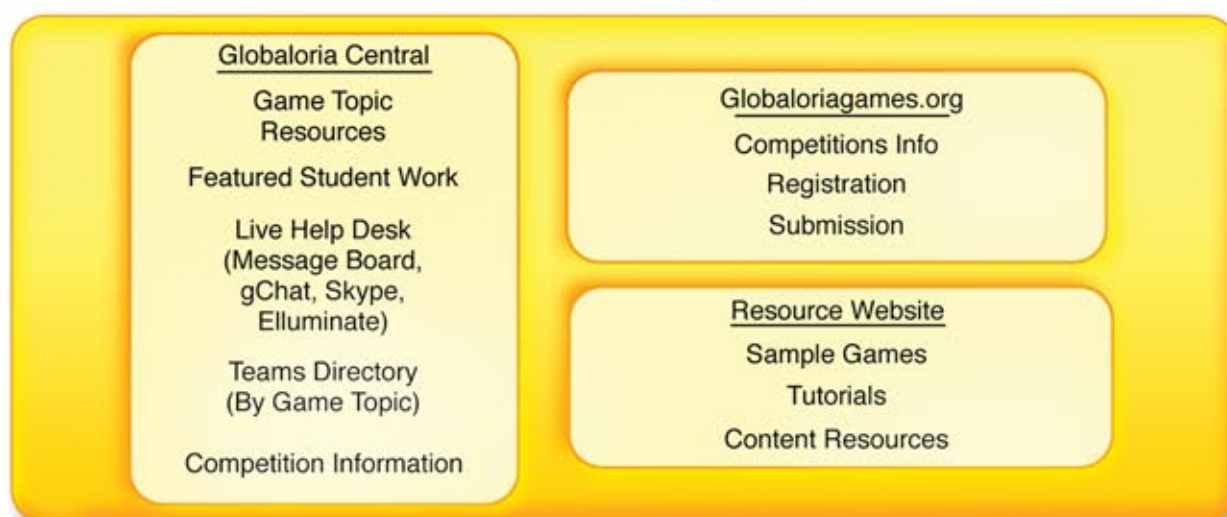 Globaloria Central
Game Topic
Resources
Featured Student Work
Live Help Desk
(Message Board,
gChat, Skype,
Elluminate)
Teams Directory
(By Game Topic)
Competition Information
Globaloriagames.org
Competitions Info
Registration
Submission
Resource Website
Sample Games
Tutorials
Content Resources